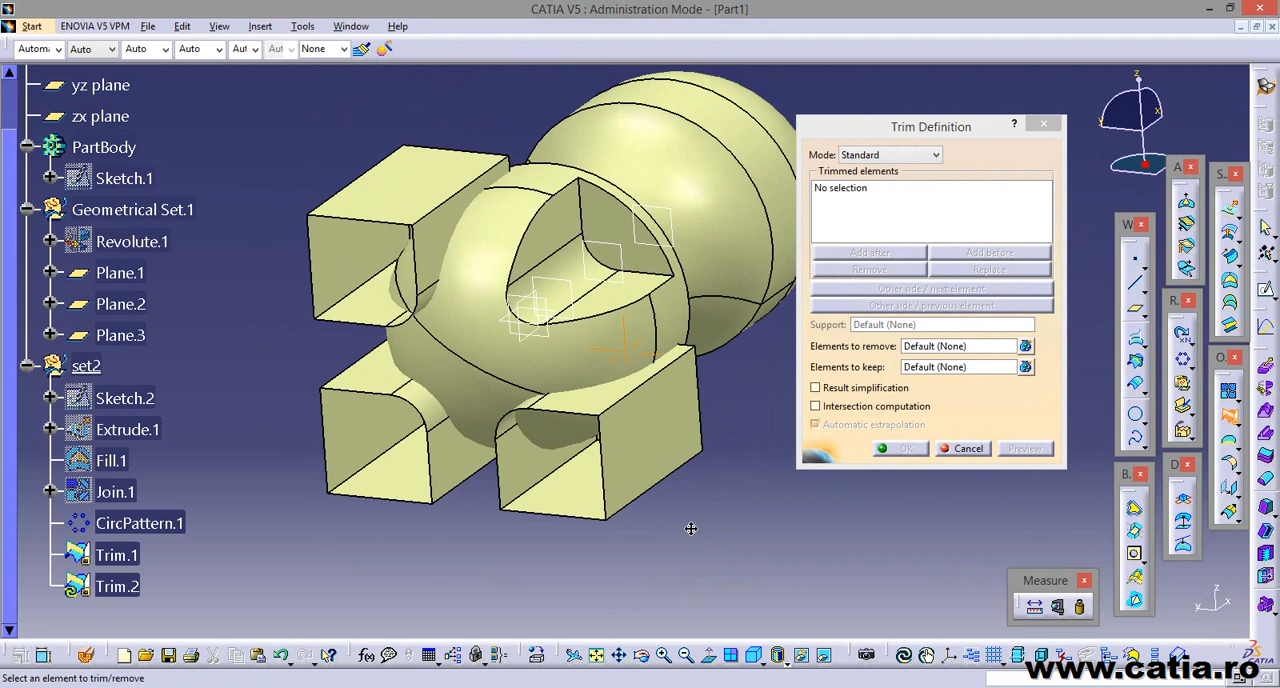 CATIA V5 : Administration Mode - [Part1]
Start ENOVIA V5 VPM File Edit View Insert Tools Window Help
Autom Auto Auto Auto Aut Aut None
yz plane
zx plane
PartBody
Sketch.1
Geometrical Set.1
Revolute.1
Plane.1
Plane.2
Plane.3
set2
Sketch.2
Extrude.1
Fill.1
Join.1
CircPattern.1
Trim.1
Trim.2
z
x
y
Trim Definition ?
Mode: Standard
Trimmed elements
No selection
Add after Add before
Remove Replace
Other side / next element
Other side / previous element
Support: Default (None)
Elements to remove: Default (None)
Elements to keep: Default (None)
Result simplification
Intersection computation
Automatic extrapolation
OK Cancel Preview
A
S..
W
R.
O
B.
D
Measure
z
y x
f(x)
www.catia.ro
CATIA
Select an element to trim/remove